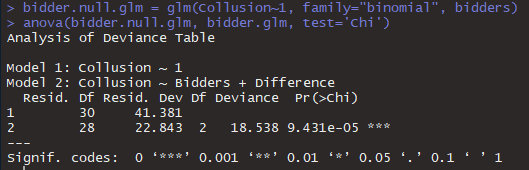 > bidder.null.glm = glm(collusion~1, family="binomial", bidders)
> anova(bidder.null.glm, bidder.glm, test='Chi')
Analysis of Deviance Table

Model 1: Collusion ~ 1
Model 2: Collusion ~ Bidders + Difference
  Resid. Df Resid. Dev Df Deviance  Pr(>Chi)
1        30     41.381
2        28     22.843  2   18.538 9.431e-05 ***
---
Signif. codes:  0 ‘***’ 0.001 ‘**’ 0.01 ‘*’ 0.05 ‘.’ 0.1 ‘ ’ 1